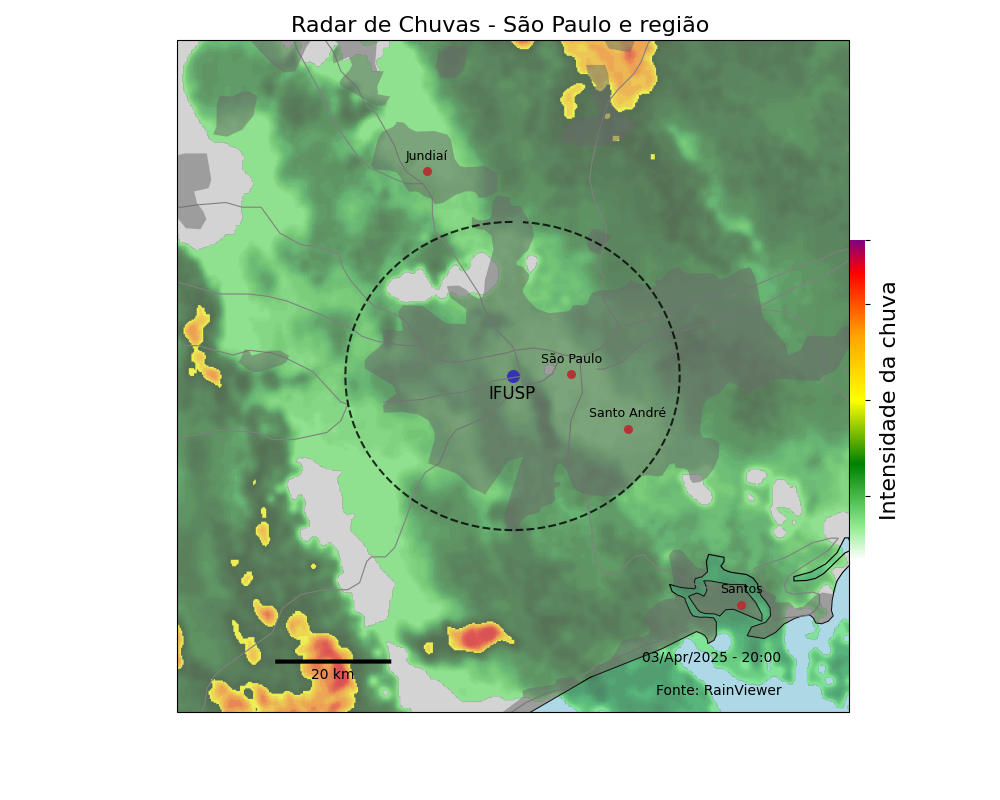 Radar de Chuvas - São Paulo e região
Jundiaí
São Paulo
IFUSP
Santo André
Santos
03/Apr/2025 - 20:00
20 km
Fonte: RainViewer
Intensidade da chuva